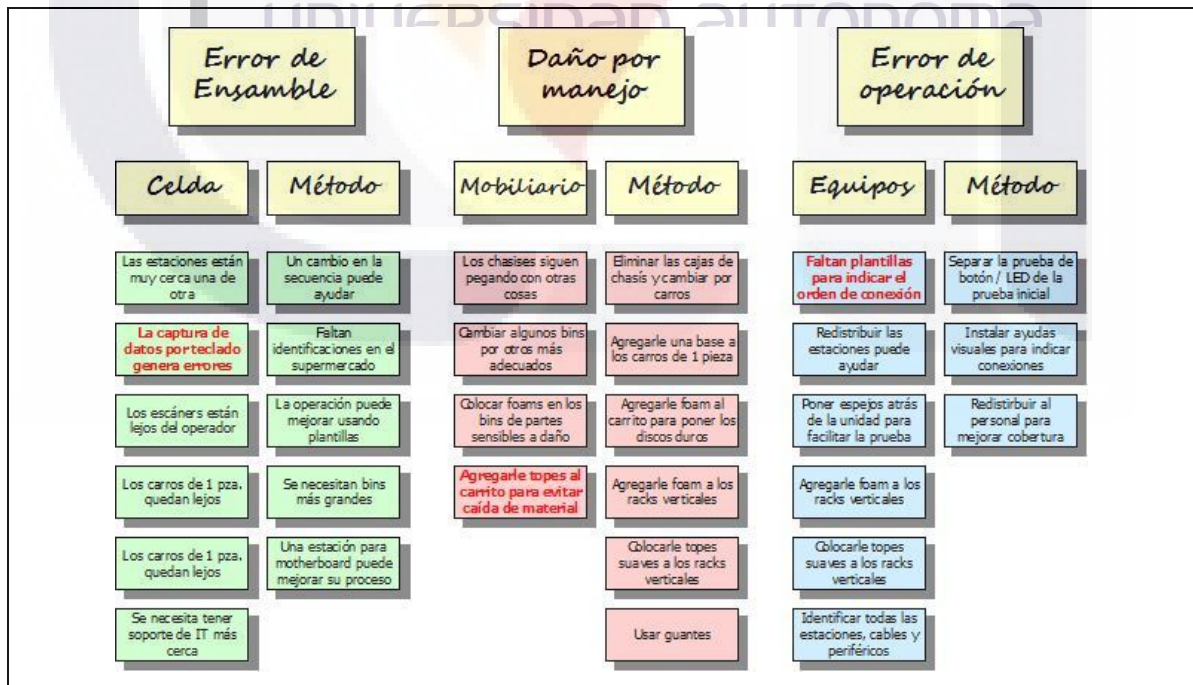 UNIVERSIDAD AUTONOMA
Error de
Ensamble
Daño por
manejo
Error de
operación
Celda
Método
Mobiliario
Método
Equipos
Método
Las estaciones están
muy cerca una de
otra
La captura de
datos por teclado
genera errores
Los escáners están
lejos del operador
Los carros de 1 pza.
quedan lejos
Los carros de 1 pza.
quedan lejos
Se necesita tener
soporte de IT más
cerca
Un cambio en la
secuencia puede
ayudar
Faltan
identificaciones en el
supermercado
La operación puede
mejorar usando
plantillas
Se necesitan bins
más grandes
Una estación para
motherboard puede
mejorar su proceso
Los chasises siguen
pegando con otras
cosas
Cambiar algunos bins
por otros más
adecuados
Colocar foams en los
bins de partes
sensibles a daño
Agregarle topes al
carrito para evitar
caída de material
Eliminar las cajas de
chasís y cambiar por
carros
Agregarle una base a
los carros de 1 pieza
Agregarle foam al
carrito para poner los
discos duros
Agregarle foam a los
racks verticales
Colocarle topes
suaves a los racks
verticales
Usar guantes
Faltan plantillas
para indicar el
orden de conexión
Redistribuir las
estaciones puede
ayudar
Poner espejos atrás
de la unidad para
facilitar la prueba
Agregarle foam a los
racks verticales
Colocarle topes
suaves a los racks
verticales
Identificar todas las
estaciones, cables y
periféricos
Separar la prueba de
botón / LED de la
prueba inicial
Instalar ayudas
visuales para indicar
conexiones
Redistirbuir al
personal para
mejorar cobertura